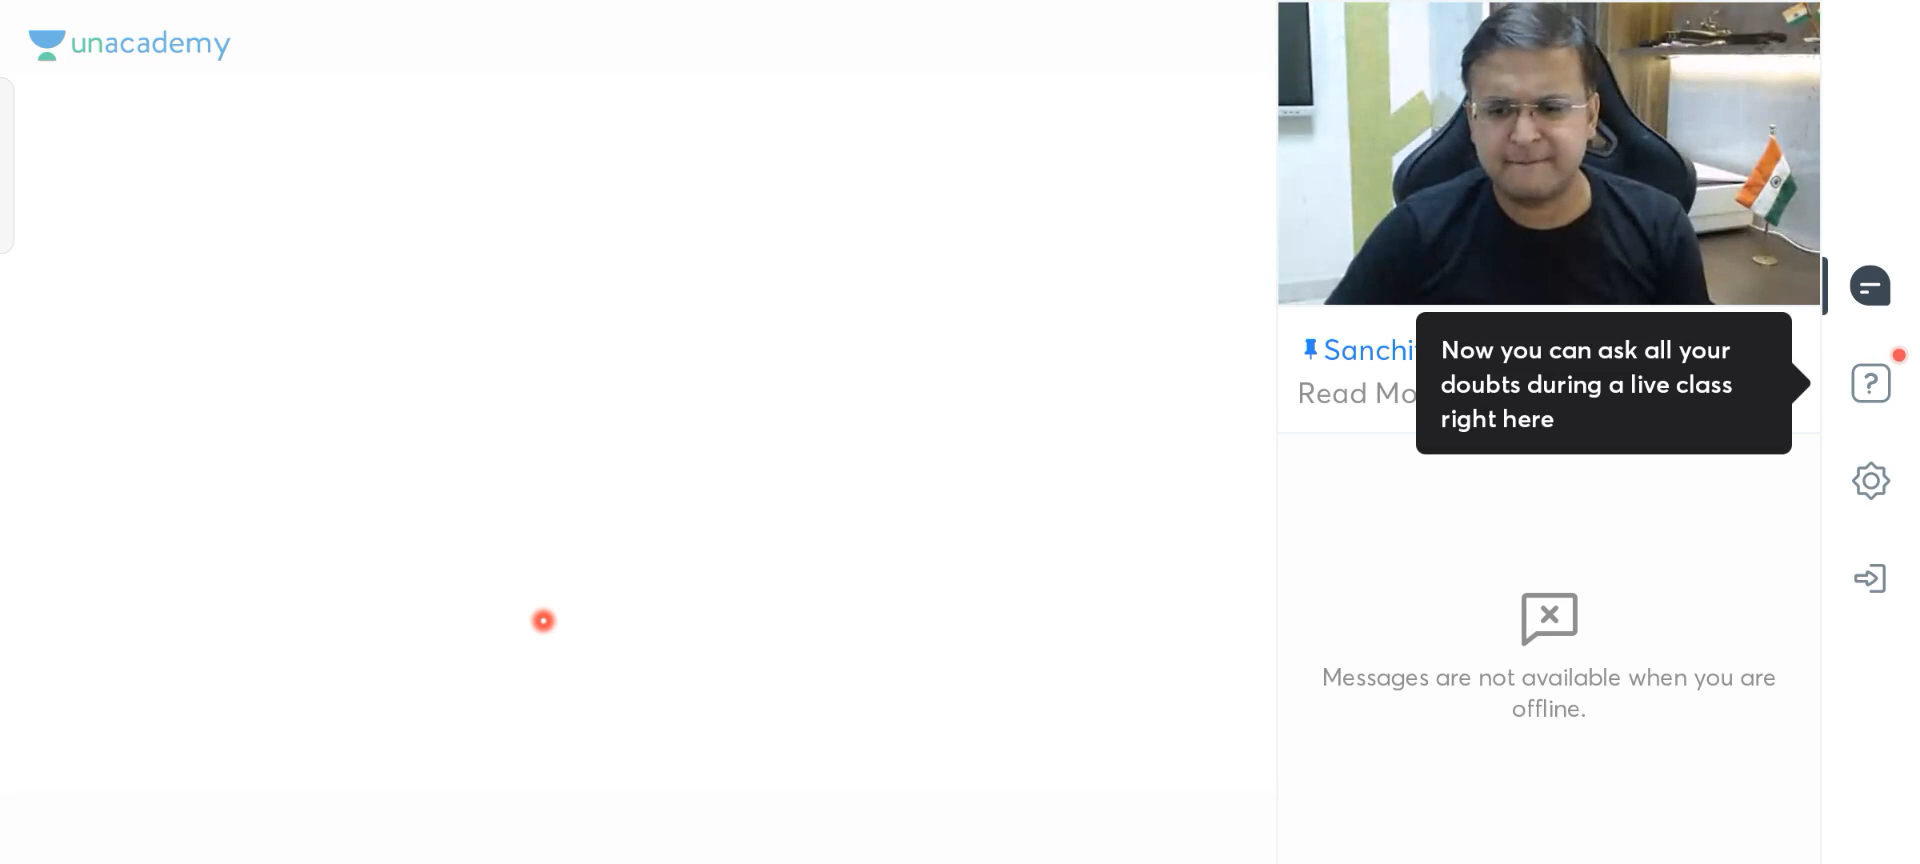 unacademy
Sanchi
Read Mo
Now you can ask all your
doubts during a live class
right here
?
Messages are not available when you are
offline.